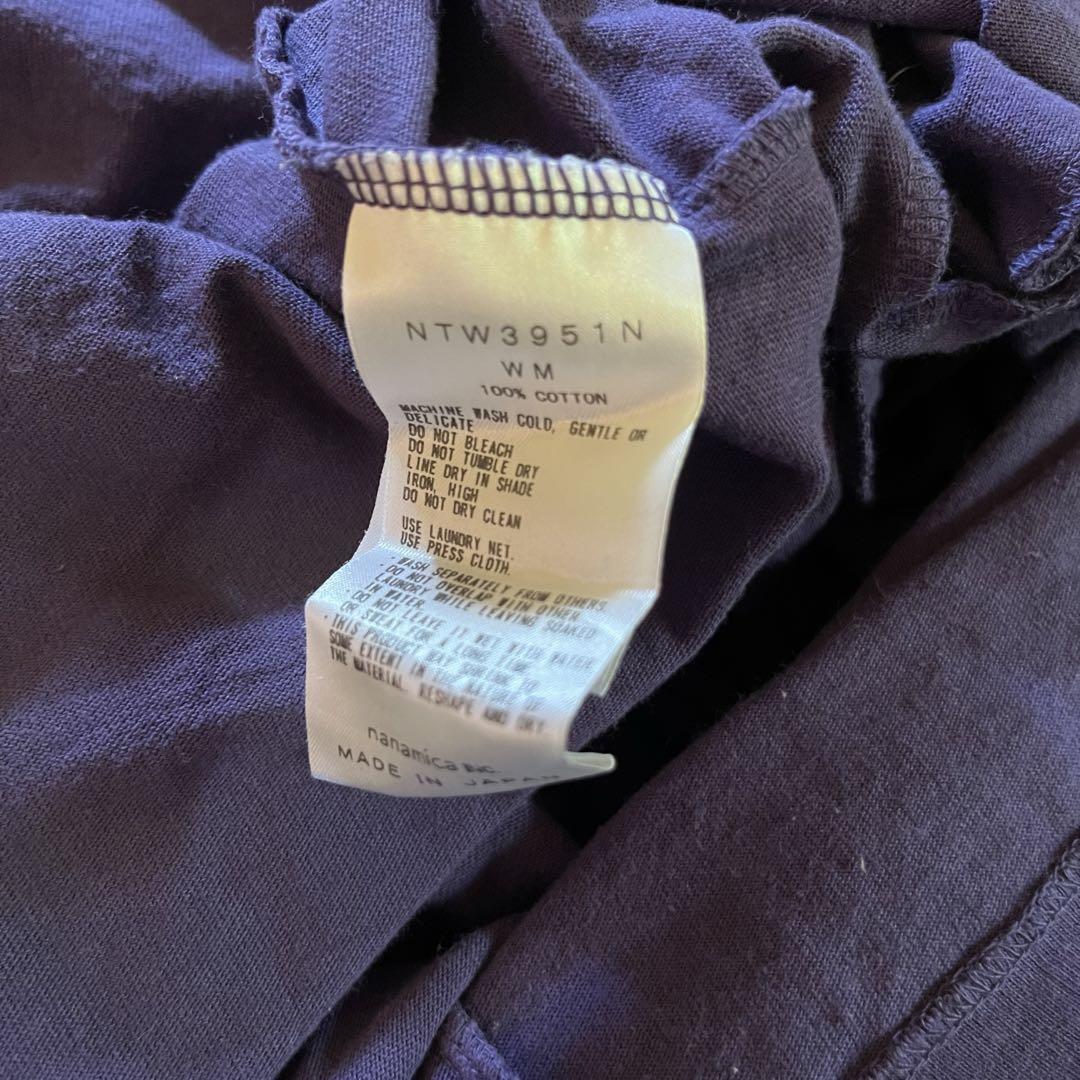 NTW3951N
WM
100% COTTON
MACHINE WASH COLD, GENTLE OR
DELICATE
DO NOT BLEACH
DO NOT TUMBLE DRY
LINE DRY IN SHADE
IRON, HIGH
DO NOT DRY CLEAN
USE LAUNDRY NET.
USE PRESS CLOTH.
· WASH SEPARATELY FROM OTHERS.
· DO NOT OVERLAP WITH OTHER
LAUNDRY WHILE LEAVING SOAKED
IN WATER.
· DO NOT LEAVE IT WET WITH WATER
OR SWEAT FOR A LONG TIME.
· THIS PRODUCT MAY SHRINK TO
SOME EXTENT IN THE NATURE OF
THE MATERIAL. RESHAPE AND DRY.
nanamica INC.
MADE IN JAPAN